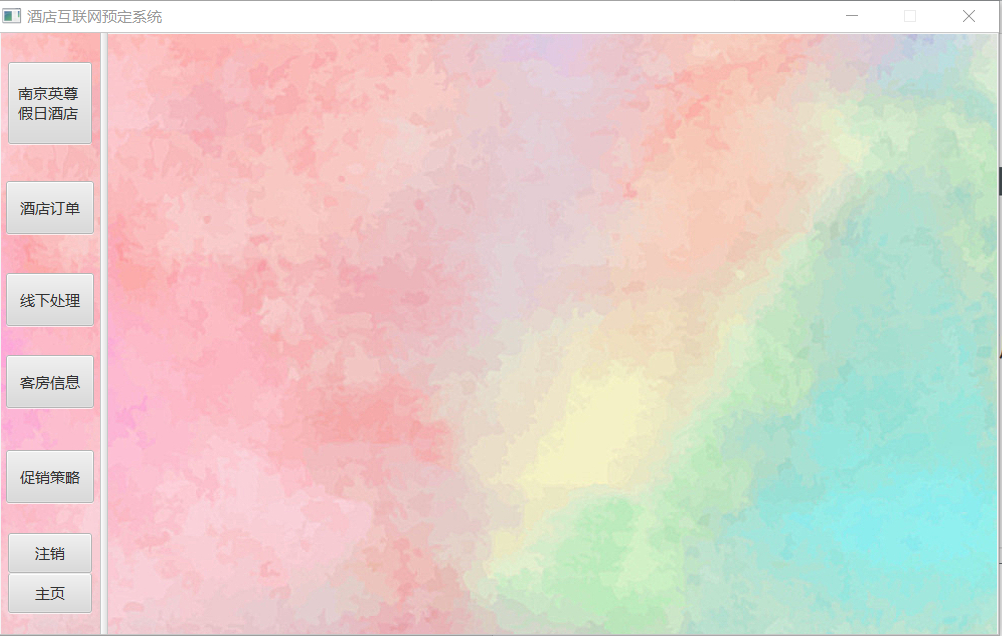 酒店互联网预定系统
南京英尊
假日酒店
酒店订单
线下处理
客房信息
促销策略
注销
主页